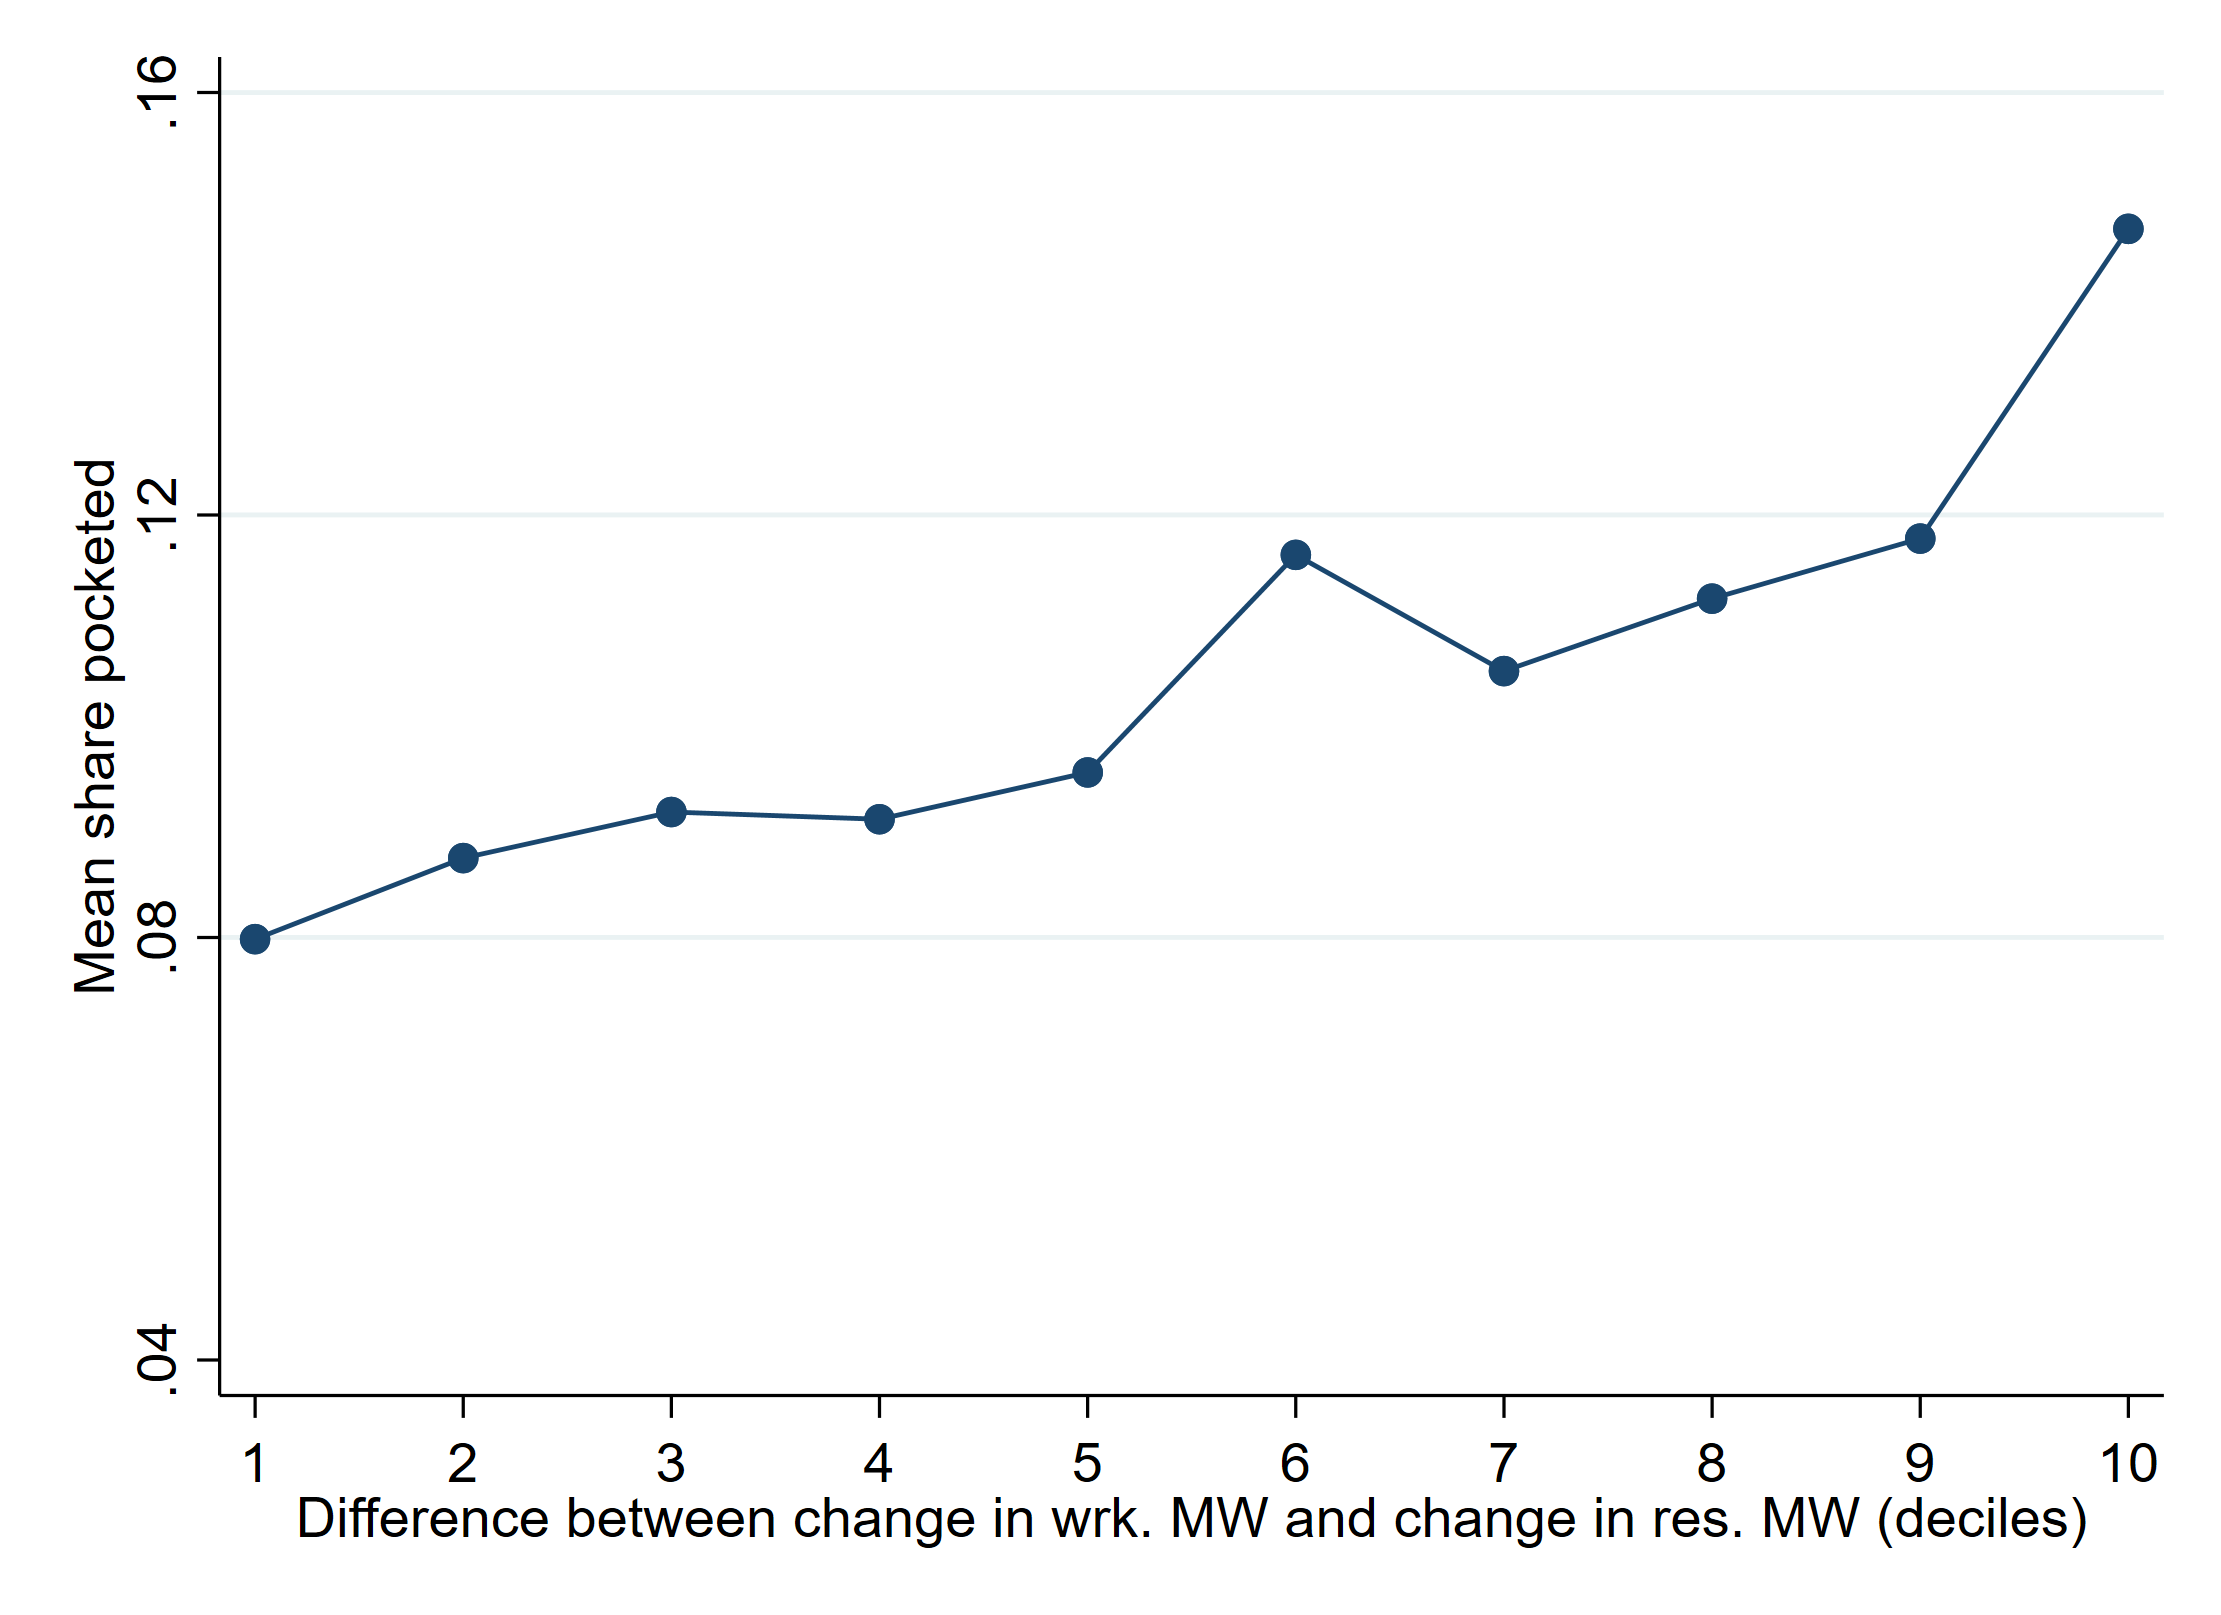 Mean share pocketed
.16
.12
.08
.04
1 2 3 4 5 6 7 8 9 10
Difference between change in wrk. MW and change in res. MW (deciles)